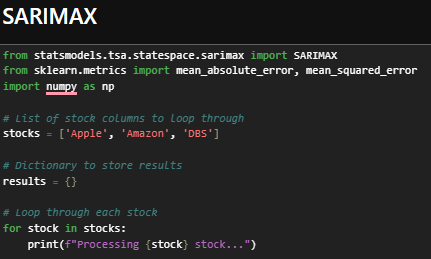 SARIMAX
from statsmodels.tsa.statespace.sarimax import SARIMAX
from sklearn.metrics import mean_absolute_error, mean_squared_error
import numpy as np
# List of stock columns to loop through
stocks = ['Apple', 'Amazon', 'DBS']
# Dictionary to store results
results = {}
# Loop through each stock
for stock in stocks:
    print(f"Processing {stock} stock...")